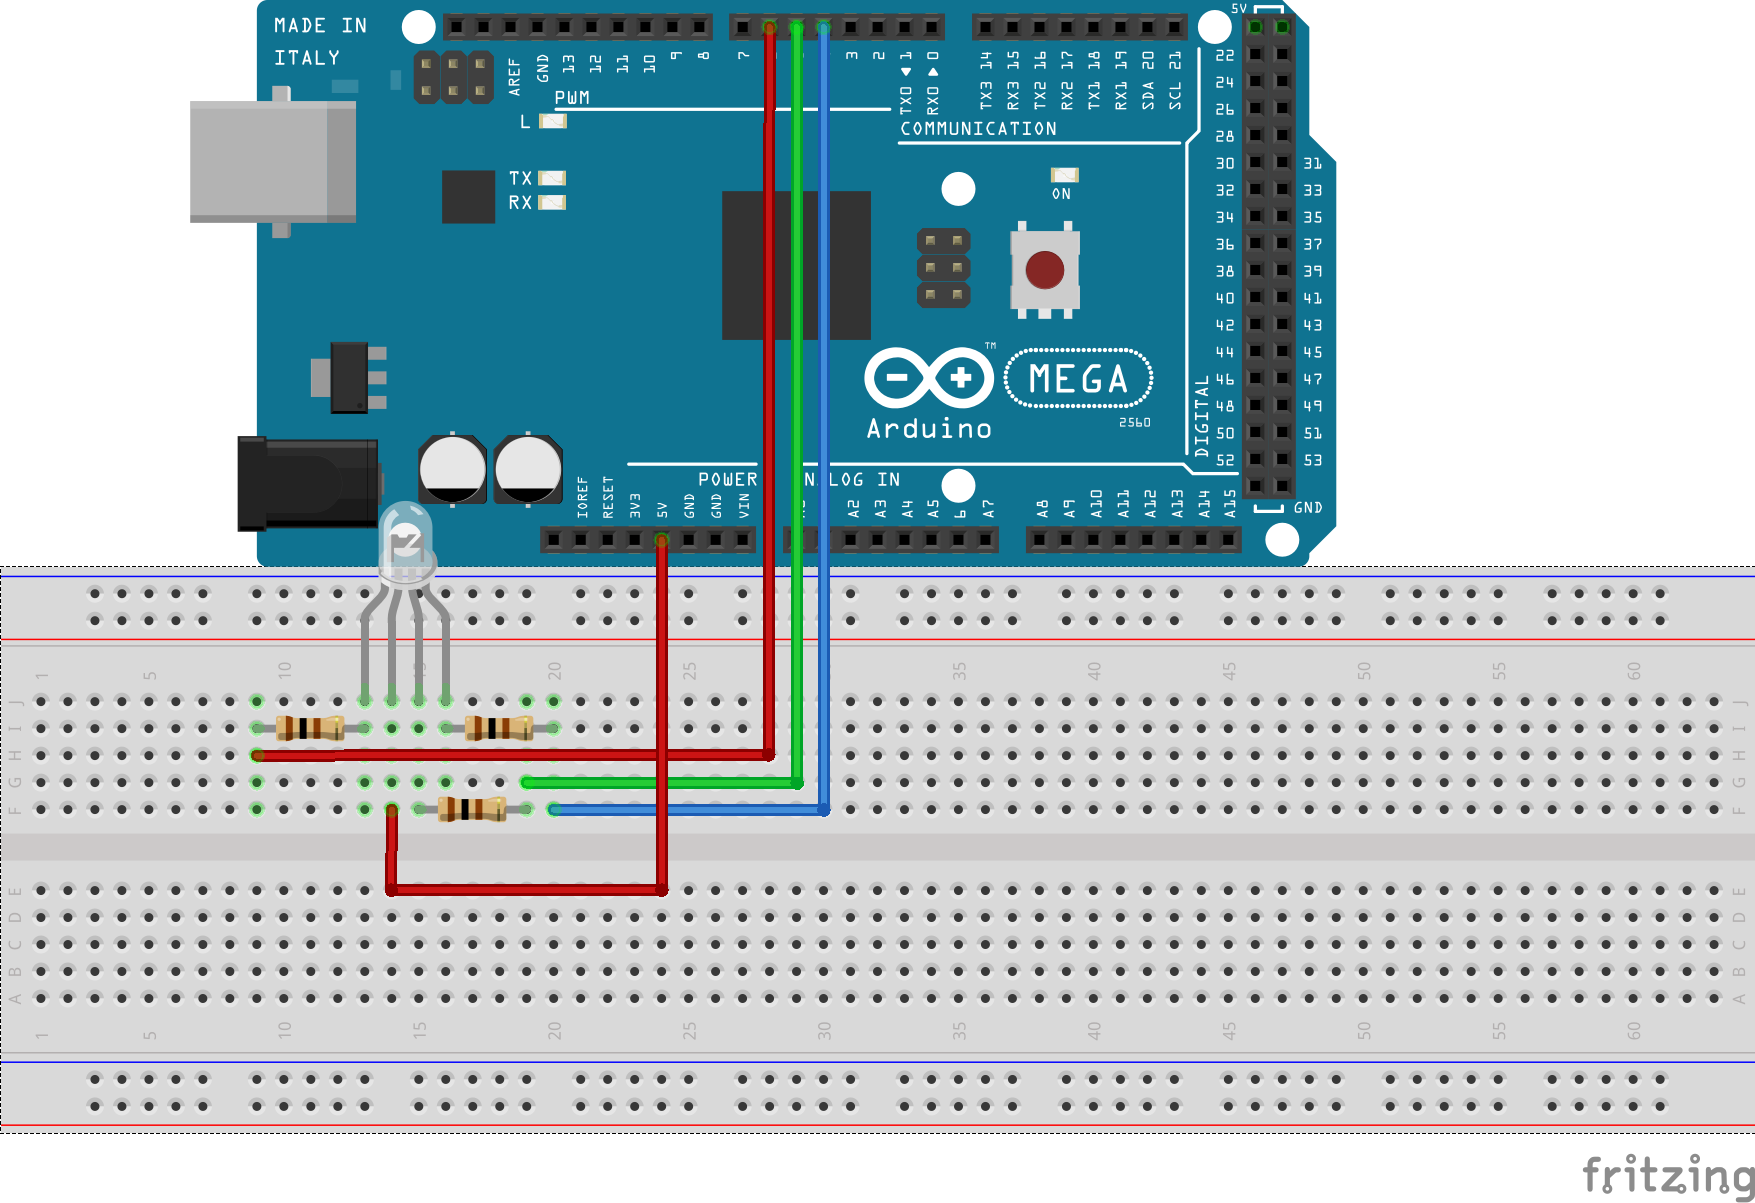 MADE IN
ITALY
AREF
GND
13
12
11
10
9
8
7
3
2
TX0 1
RX0 0
TX3 14
RX3 15
TX2 16
RX2 17
TX1 18
RX1 19
SDA 20
SCL 21
5V
PWM
COMMUNICATION
L
TX
RX
ON
22
24
26
28
30 31
32 33
34 35
36 37
38 39
40 41
42 43
44 45
46 47
48 49
50 51
52 53
GND
DIGITAL
TM
MEGA
Arduino
2560
POWER
LOG IN
IOREF
RESET
3V3
5V
GND
GND
VIN
A2
A3
A4
A5
A7
A8
A9
A10
A11
A12
A13
A14
A15
1 5 10 20 25 35 40 45 50 55 60
J J
I I
H H
G G
F F
E E
D D
C C
B B
A A
1 5 10 15 20 25 30 35 40 45 50 55 60
fritzing